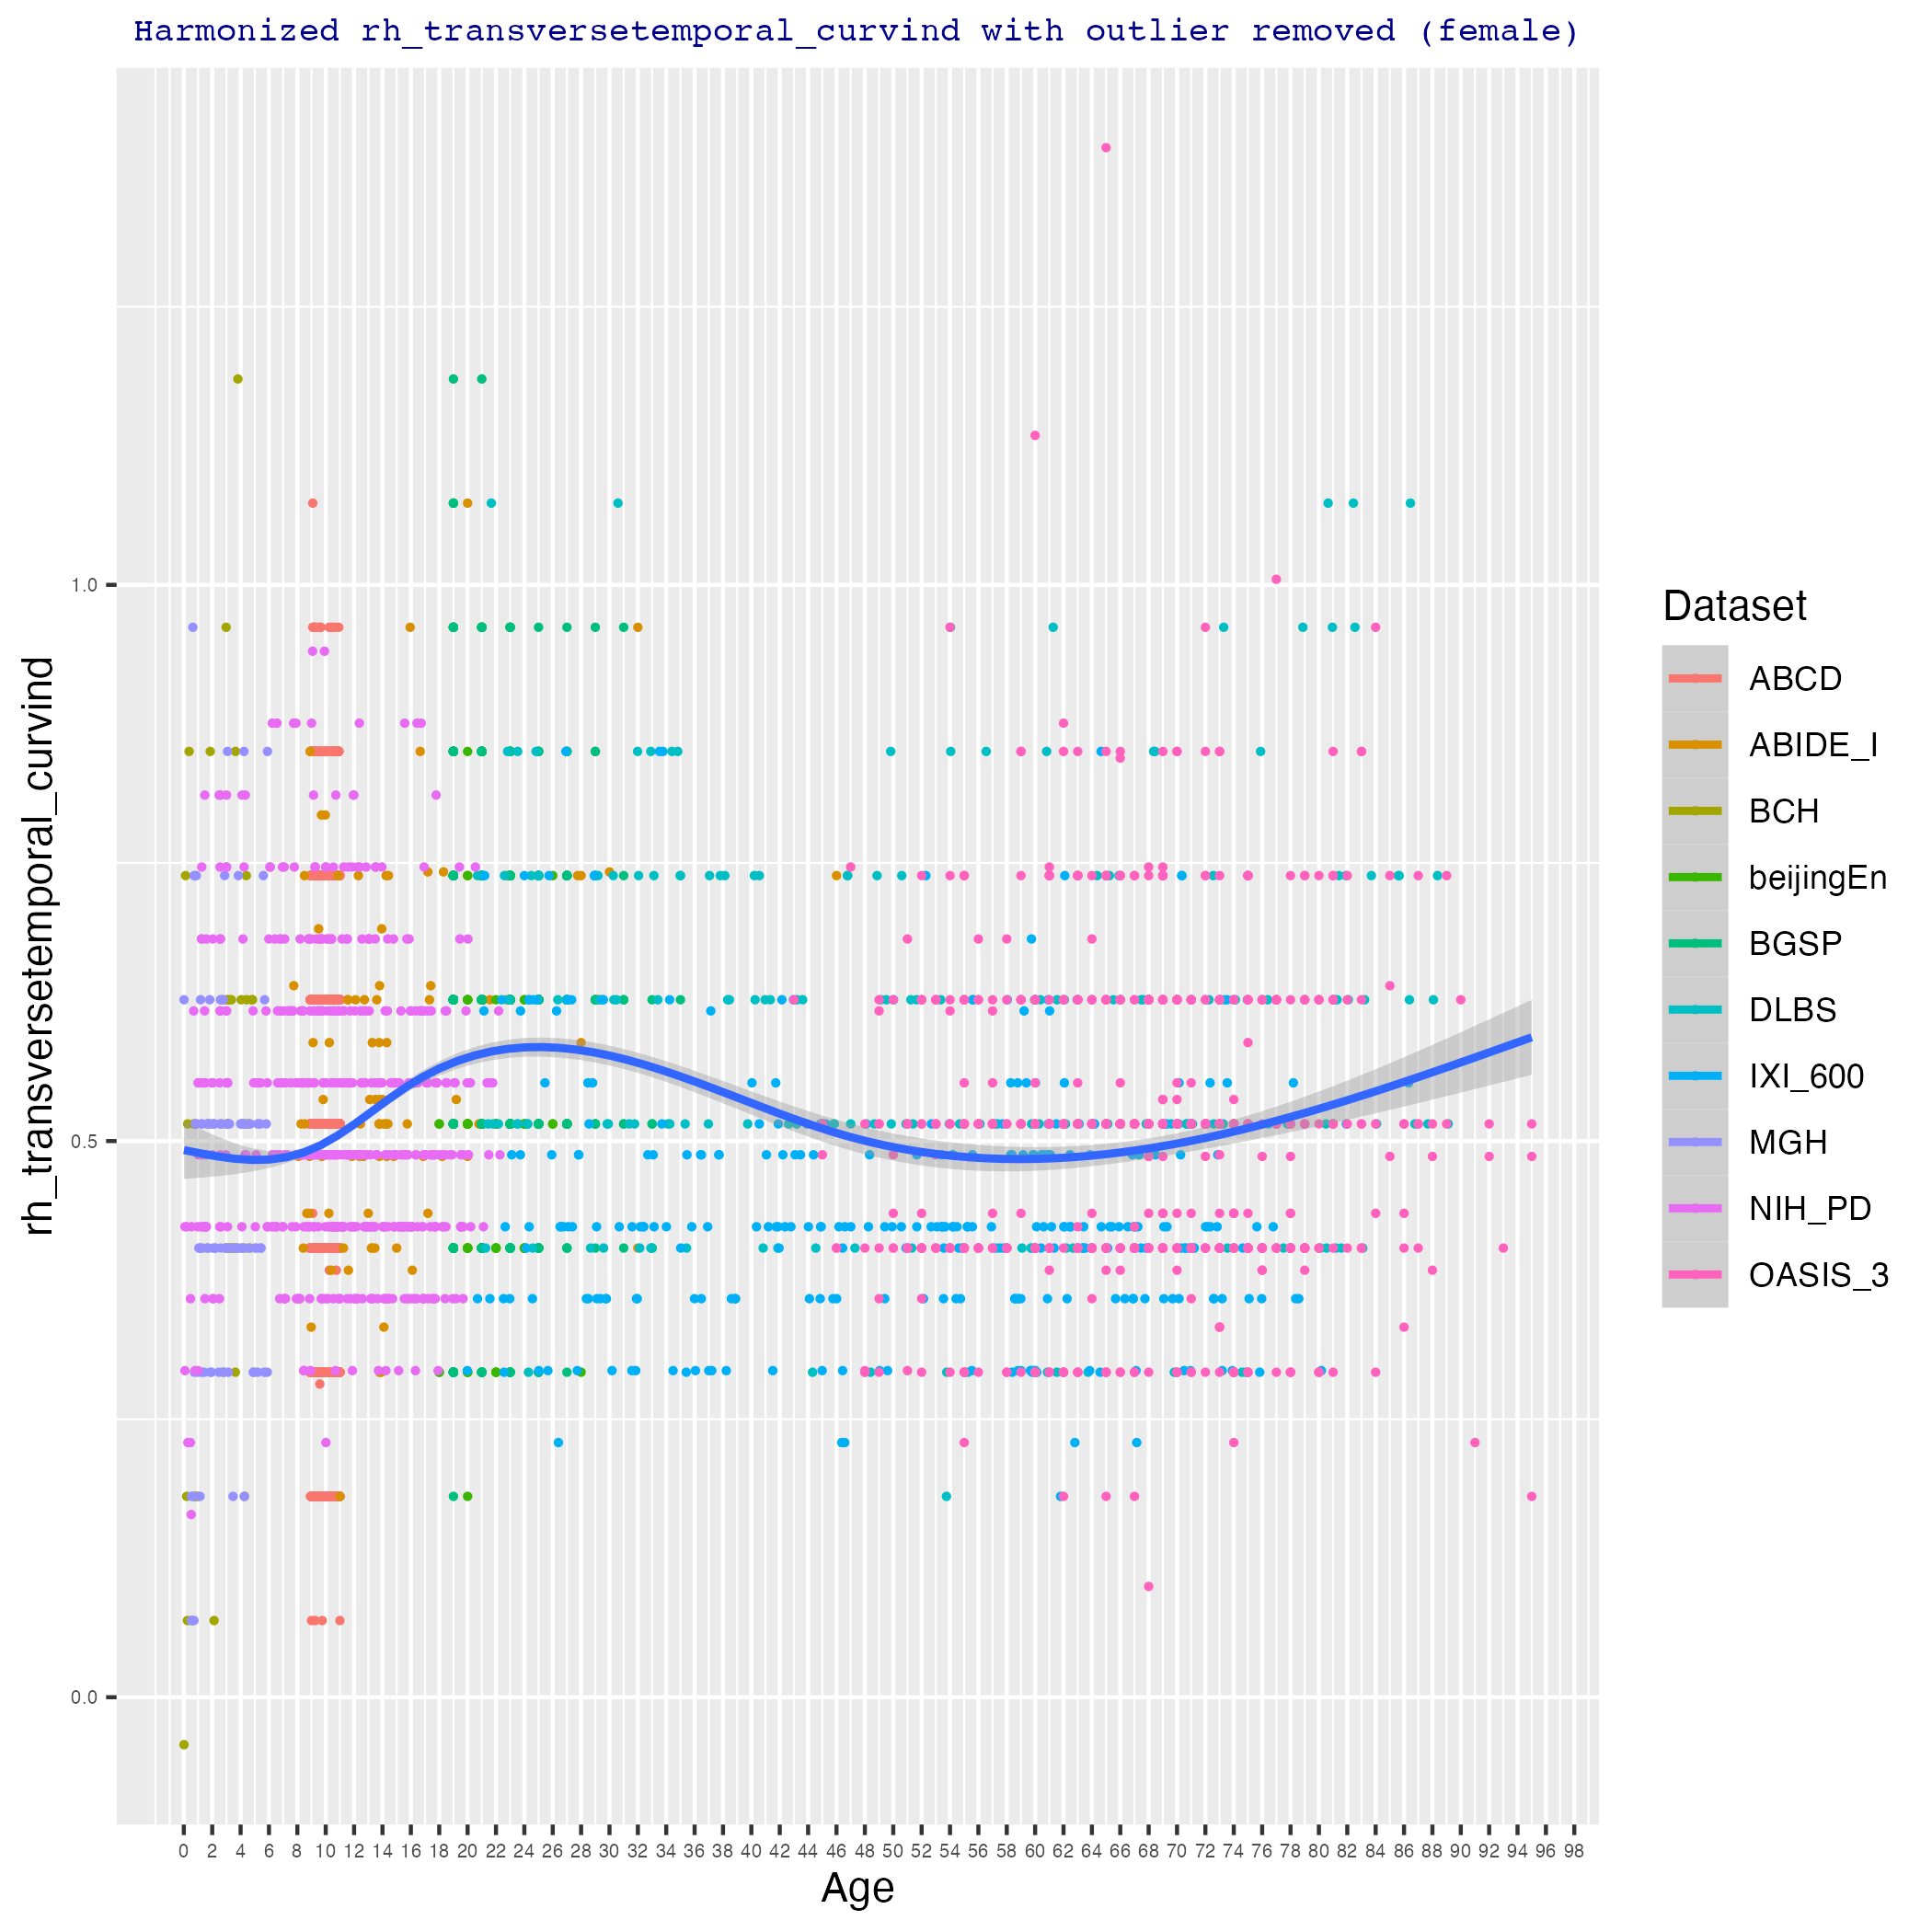 Harmonized rh_transversetemporal_curvind with outlier removed (female)
rh_transversetemporal_curvind
1.0
0.5
0.0
0 2 4 6 8 10 12 14 16 18 20 22 24 26 28 30 32 34 36 38 40 42 44 46 48 50 52 54 56 58 60 62 64 66 68 70 72 74 76 78 80 82 84 86 88 90 92 94 96 98
Age
Dataset
ABCD
ABIDE_I
BCH
beijingEn
BGSP
DLBS
IXI_600
MGH
NIH_PD
OASIS_3